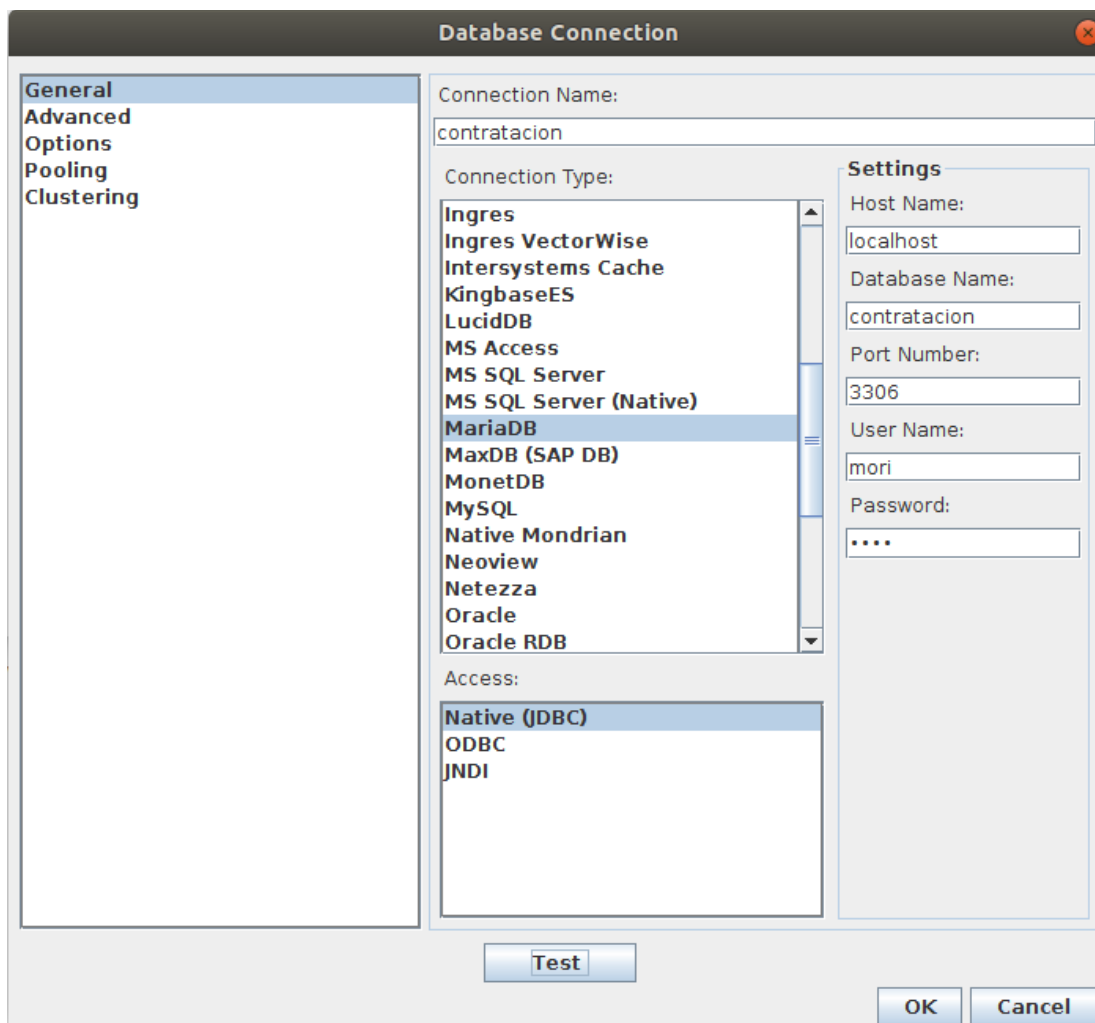 Database Connection
General
Advanced
Options
Pooling
Clustering
Connection Name:
contratacion
Connection Type:
Ingres
Ingres VectorWise
Intersystems Cache
KingbaseES
LucidDB
MS Access
MS SQL Server
MS SQL Server (Native)
MariaDB
MaxDB (SAP DB)
MonetDB
MySQL
Native Mondrian
Neoview
Netezza
Oracle
Oracle RDB
Access:
Native (JDBC)
ODBC
JNDI
Settings
Host Name:
localhost
Database Name:
contratacion
Port Number:
3306
User Name:
mori
Password:
••••
Test
OK
Cancel